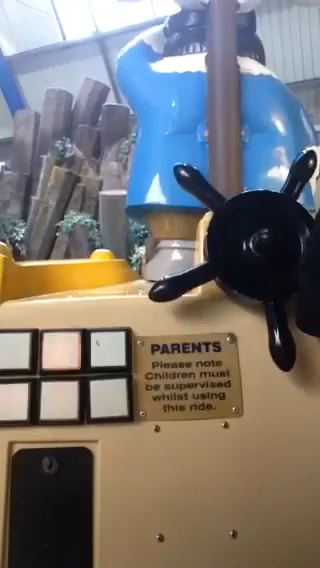 PARENTS
Please note
Children must
be supervised
whilst using
this ride.